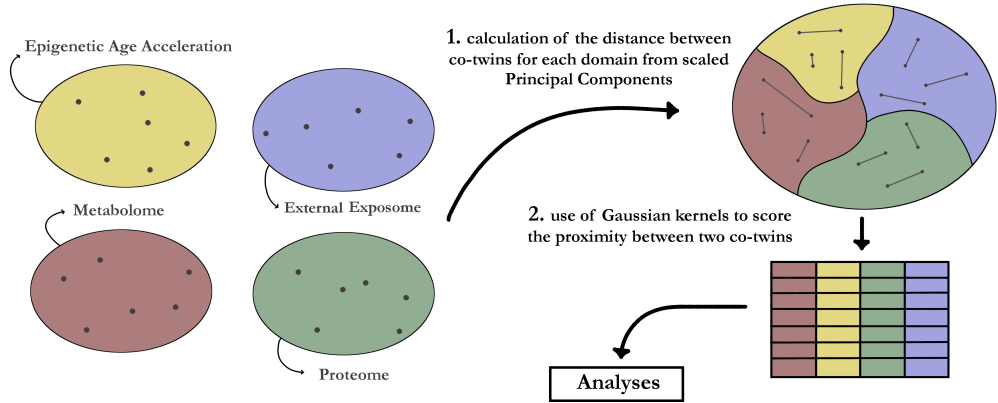 Epigenetic Age Acceleration
External Exposome
Metabolome
Proteome
1. calculation of the distance between
co-twins for each domain from scaled
Principal Components
2. use of Gaussian kernels to score
the proximity between two co-twins
Analyses